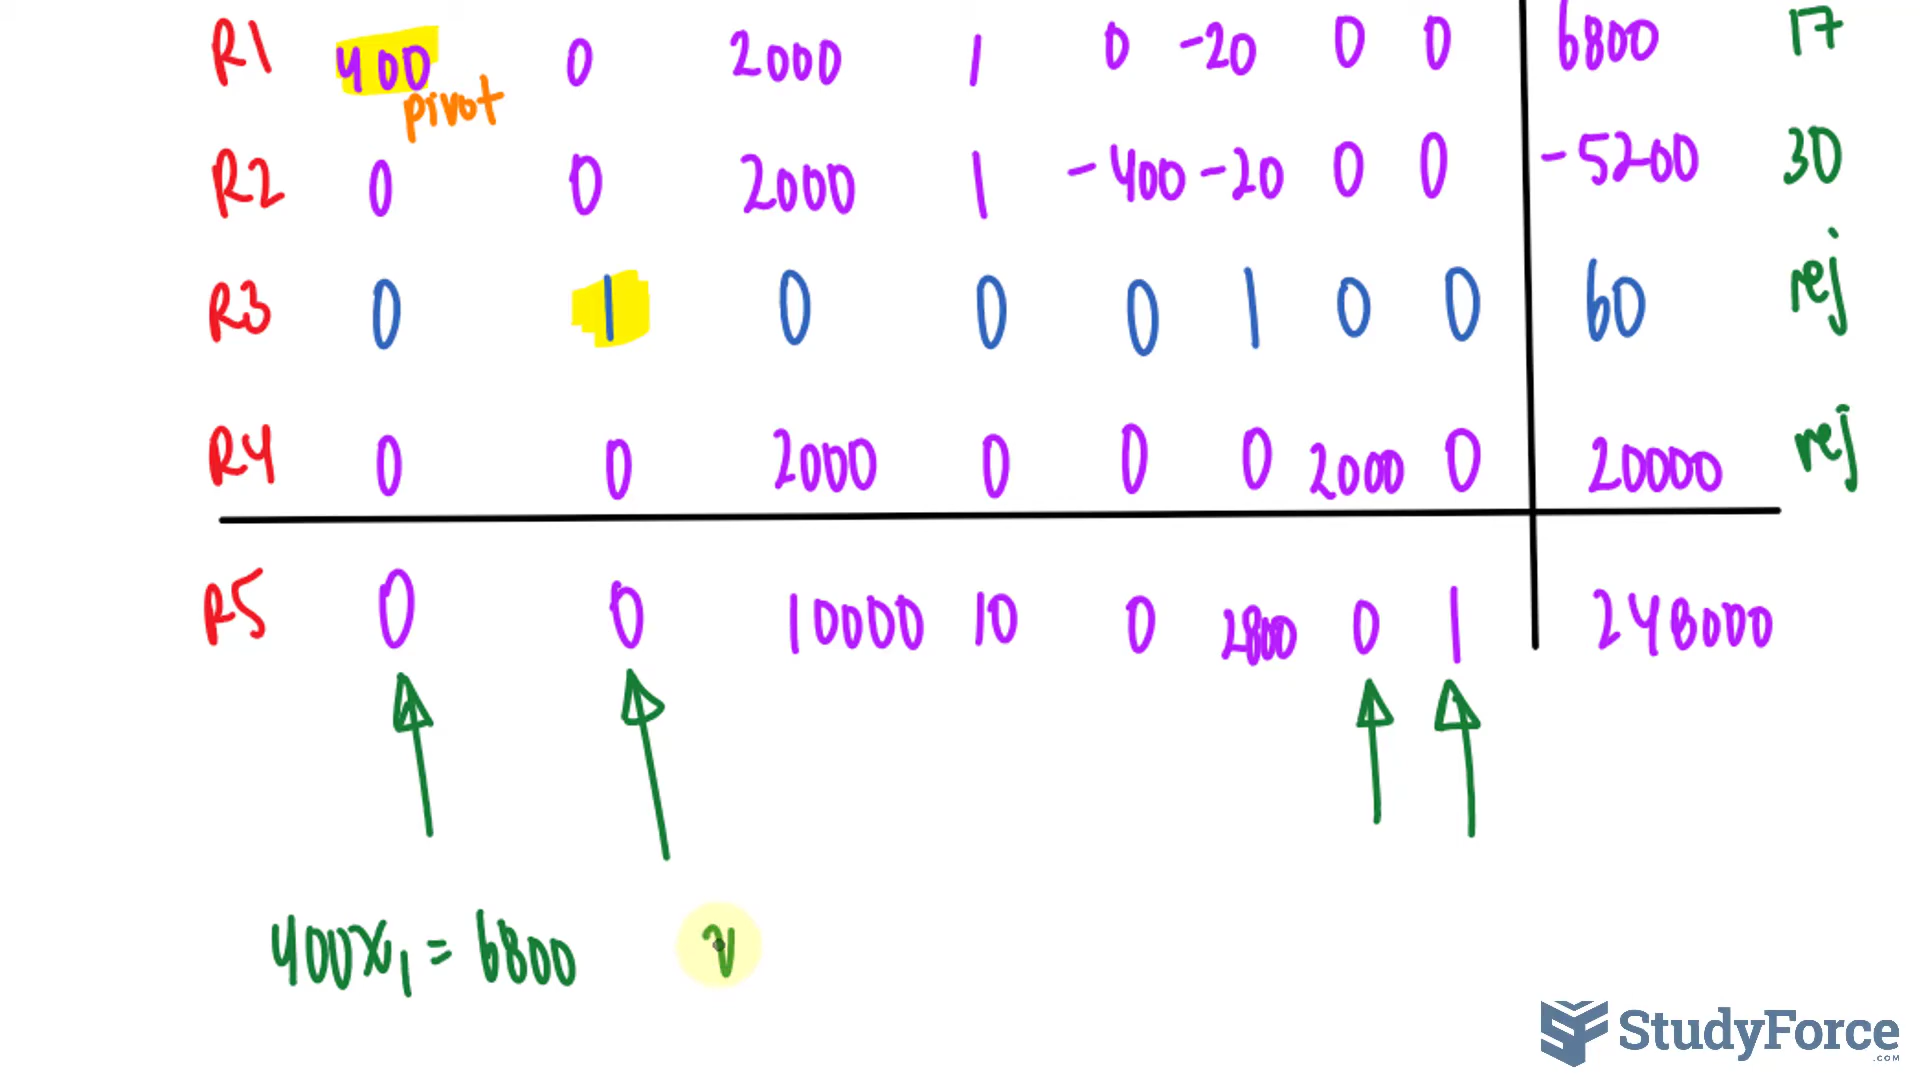 R1 400 0 2000 1 0 -20 0 0 6800 17
pivot
R2 0 0 2000 1 -400 -20 0 0 -5200 30
R3 0 1 0 0 0 1 0 0 60 rej
R4 0 0 2000 0 0 0 2000 0 20000 rej
R5 0 0 10000 10 0 2800 0 1 248000
400x₁ = 6800
StudyForce
.COM